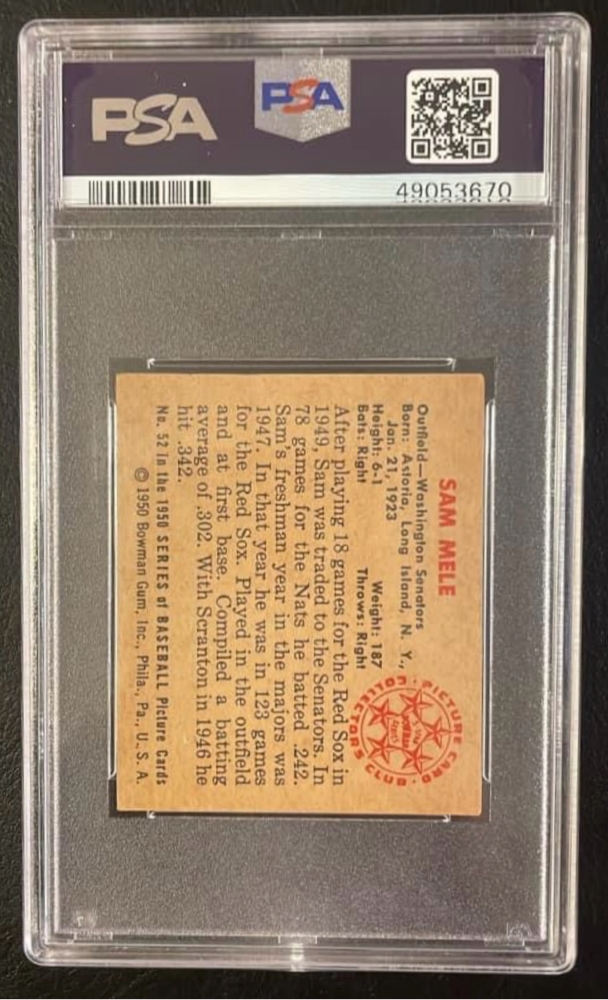 PSA
PSA
49053670
SAM MELE
Outfield—Washington Senators
Born: Astoria, Long Island, N. Y.,
Jan. 21, 1923
Height: 6-1 Weight: 187
Bats: Right Throws: Right
After playing 18 games for the Red Sox in
1949, Sam was traded to the Senators. In
78 games for the Nats he batted .242.
Sam's freshman year in the majors was
1947. In that year he was in 123 games
for the Red Sox. Played in the outfield
and at first base. Compiled a batting
average of .302. With Scranton in 1946 he
hit .342.
No. 52 in the 1950 SERIES of BASEBALL Picture Cards
© 1950 Bowman Gum, Inc., Phila., Pa., U. S. A.
PICTURE CARD
COLLECTORS CLUB